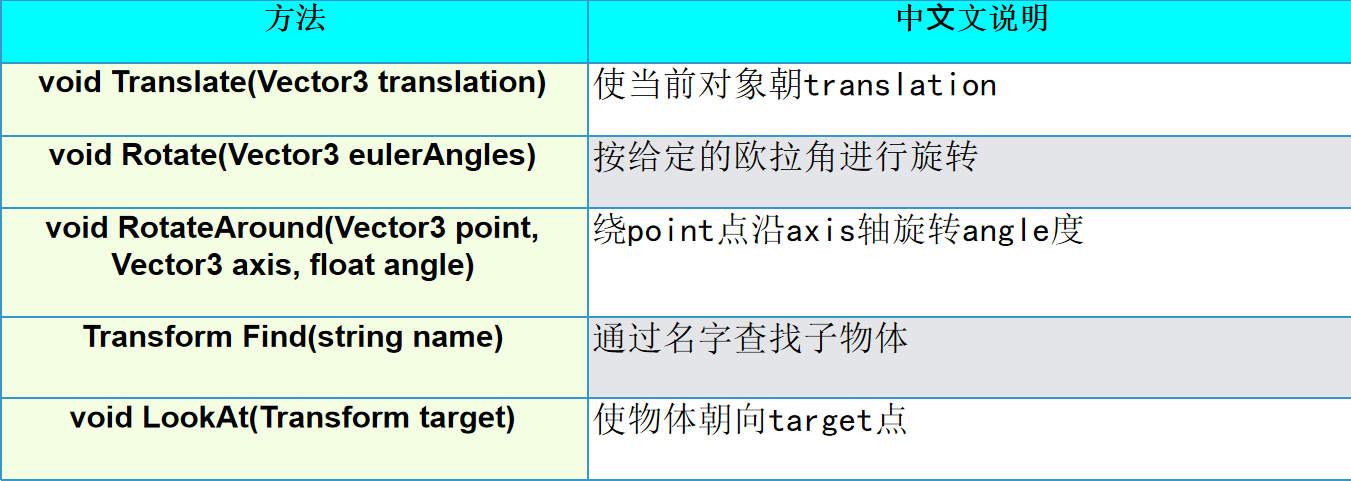 方法
中文文说明
void Translate(Vector3 translation)
使当前对象朝translation
void Rotate(Vector3 eulerAngles)
按给定的欧拉角进行旋转
void RotateAround(Vector3 point,
Vector3 axis, float angle)
绕point点沿axis轴旋转angle度
Transform Find(string name)
通过名字查找子物体
void LookAt(Transform target)
使物体朝向target点